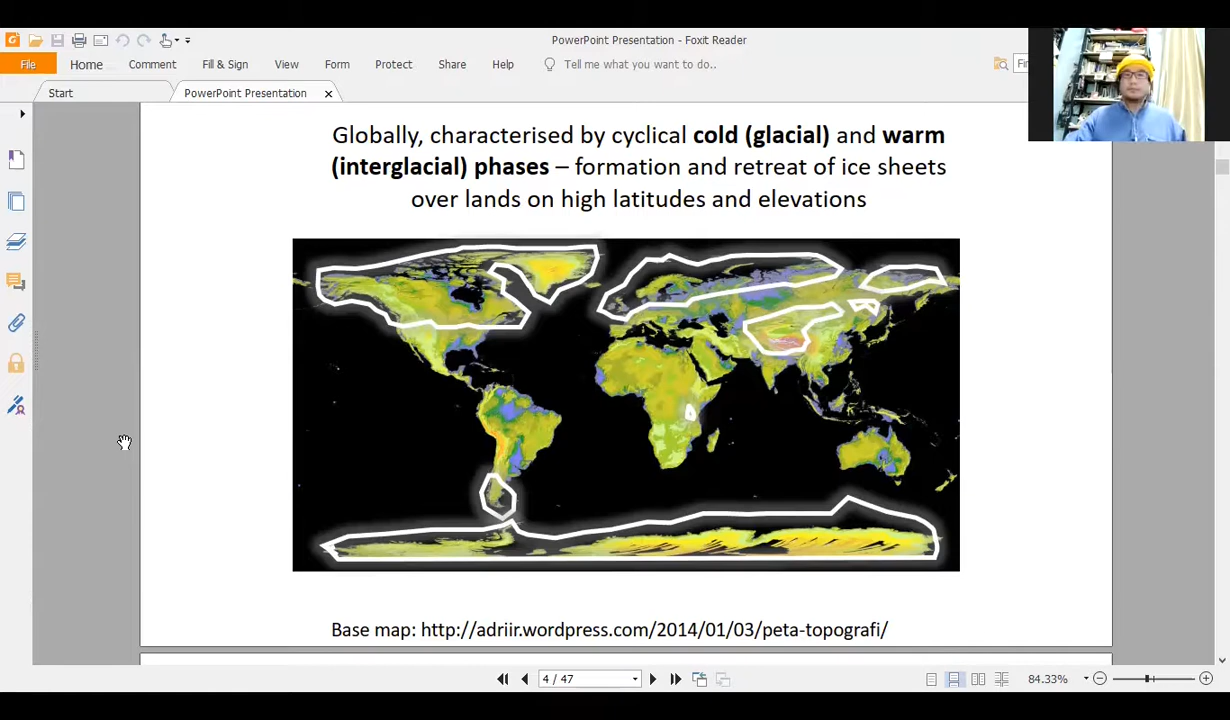 PowerPoint Presentation - Foxit Reader
File Home Comment Fill & Sign View Form Protect Share Help Tell me what you want to do..
Start PowerPoint Presentation
Globally, characterised by cyclical cold (glacial) and warm
(interglacial) phases – formation and retreat of ice sheets
over lands on high latitudes and elevations
Base map: http://adriir.wordpress.com/2014/01/03/peta-topografi/
4 / 47
84.33%